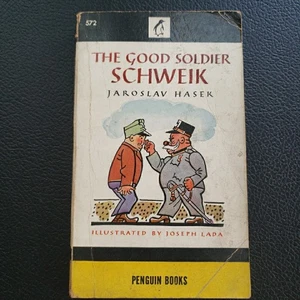 572
THE GOOD SOLDIER
SCHWEIK
JAROSLAV HASEK
ILLUSTRATED BY JOSEPH LADA
PENGUIN BOOKS